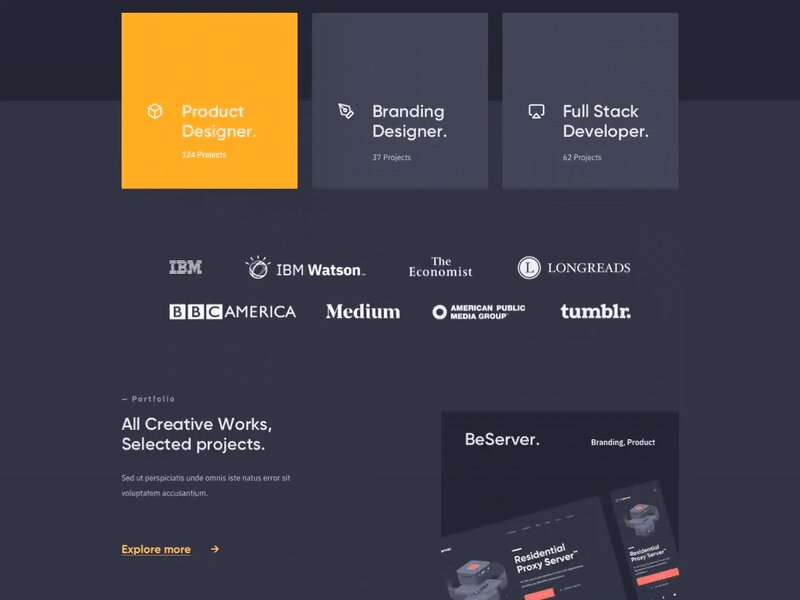 Product
Designer.
124 Projects
Branding
Designer.
37 Projects
Full Stack
Developer.
62 Projects
IBM
IBM Watson
The
Economist
L LONGREADS
BBC AMERICA
Medium
AMERICAN PUBLIC
MEDIA GROUP
tumblr.
— Portfolio
All Creative Works,
Selected projects.
Sed ut perspiciatis unde omnis iste natus error sit
voluptatem accusantium.
Explore more →
BeServer.
Branding, Product
Residential
Proxy Server™
Residential
Proxy Server™